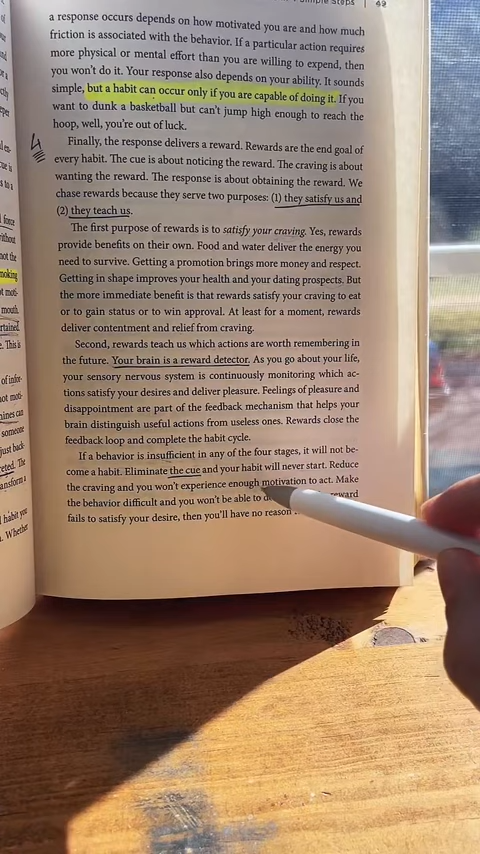 Simple Steps | 49
a response occurs depends on how motivated you are and how much
friction is associated with the behavior. If a particular action requires
more physical or mental effort than you are willing to expend, then
you won't do it. Your response also depends on your ability. It sounds
simple, but a habit can occur only if you are capable of doing it. If you
want to dunk a basketball but can't jump high enough to reach the
hoop, well, you're out of luck.
4
Finally, the response delivers a reward. Rewards are the end goal of
every habit. The cue is about noticing the reward. The craving is about
wanting the reward. The response is about obtaining the reward. We
chase rewards because they serve two purposes: (1) they satisfy us and
(2) they teach us.
The first purpose of rewards is to satisfy your craving. Yes, rewards
provide benefits on their own. Food and water deliver the energy you
need to survive. Getting a promotion brings more money and respect.
Getting in shape improves your health and your dating prospects. But
the more immediate benefit is that rewards satisfy your craving to eat
or to gain status or to win approval. At least for a moment, rewards
deliver contentment and relief from craving.
Second, rewards teach us which actions are worth remembering in
the future. Your brain is a reward detector. As you go about your life,
your sensory nervous system is continuously monitoring which ac-
tions satisfy your desires and deliver pleasure. Feelings of pleasure and
disappointment are part of the feedback mechanism that helps your
brain distinguish useful actions from useless ones. Rewards close the
feedback loop and complete the habit cycle.
If a behavior is insufficient in any of the four stages, it will not be-
come a habit. Eliminate the cue and your habit will never start. Reduce
the craving and you won't experience enough motivation to act. Make
the behavior difficult and you won't be able to reward
fails to satisfy your desire, then you'll have no reason